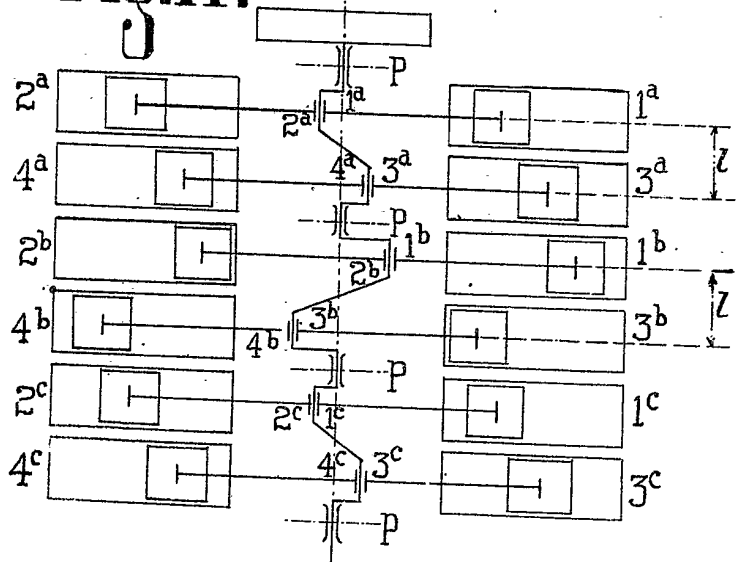 P
2ᵃ 1ᵃ 1ᵃ
2ᵃ
l
4ᵃ 4ᵃ 3ᵃ 3ᵃ
P
2ᵇ 1ᵇ 1ᵇ
2ᵇ
l
4ᵇ 3ᵇ 3ᵇ
4ᵇ
P
2ᶜ 2ᶜ 1ᶜ 1ᶜ
4ᶜ 4ᶜ 3ᶜ 3ᶜ
P